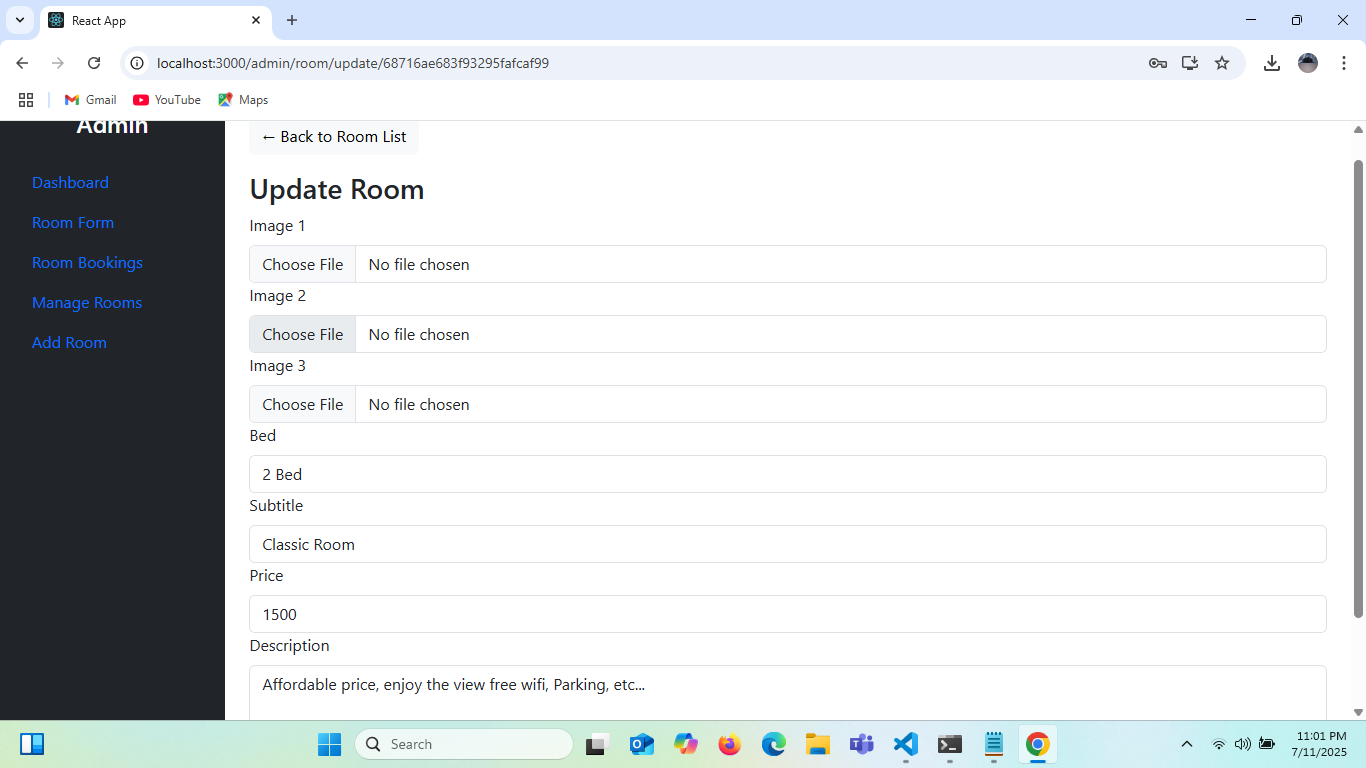 React App
localhost:3000/admin/room/update/68716ae683f93295fafcaf99
Gmail
YouTube
Maps
Admin
Dashboard
Room Form
Room Bookings
Manage Rooms
Add Room
← Back to Room List
Update Room
Image 1
Choose File No file chosen
Image 2
Choose File No file chosen
Image 3
Choose File No file chosen
Bed
2 Bed
Subtitle
Classic Room
Price
1500
Description
Affordable price, enjoy the view free wifi, Parking, etc...
Search
11:01 PM
7/11/2025